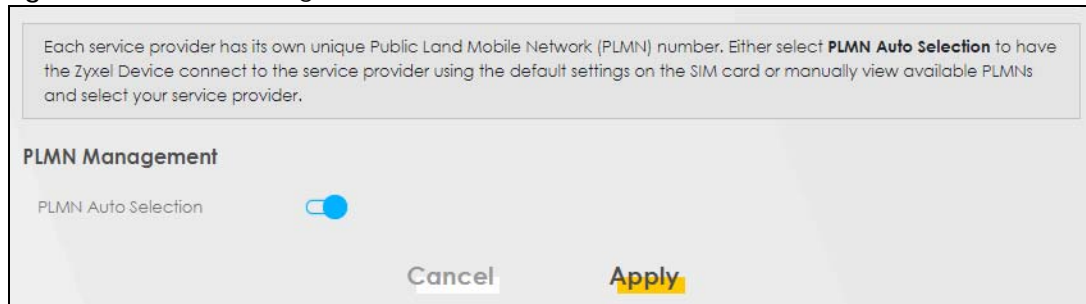 Each service provider has its own unique Public Land Mobile Network (PLMN) number. Either select PLMN Auto Selection to have
the Zyxel Device connect to the service provider using the default settings on the SIM card or manually view available PLMNs
and select your service provider.
PLMN Management
PLMN Auto Selection
Cancel Apply